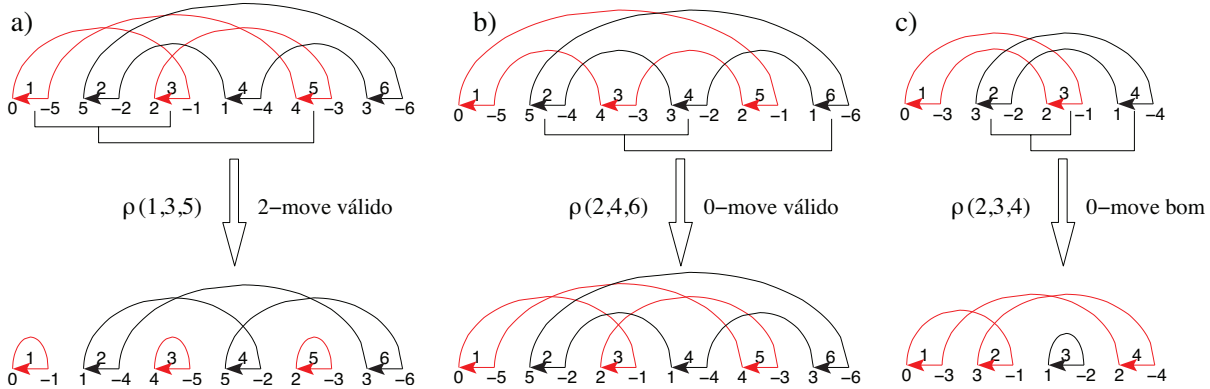 a) b) c)
1 2 3 4 5 6
0 −5 5 −2 2 −1 1 −4 4 −3 3 −6
1 2 3 4 5 6
0 −5 5 −4 4 −3 3 −2 2 −1 1 −6
1 2 3 4
0 −3 3 −2 2 −1 1 −4
ρ (1,3,5) 2−move válido
ρ (2,4,6) 0−move válido
ρ (2,3,4) 0−move bom
1 2 3 4 5 6
0 −1 1 −4 4 −5 5 −2 2 −3 3 −6
1 2 3 4 5 6
0 −5 5 −2 2 −1 1 −4 4 −3 3 −6
1 2 3 4
0 −3 3 −1 1 −2 2 −4